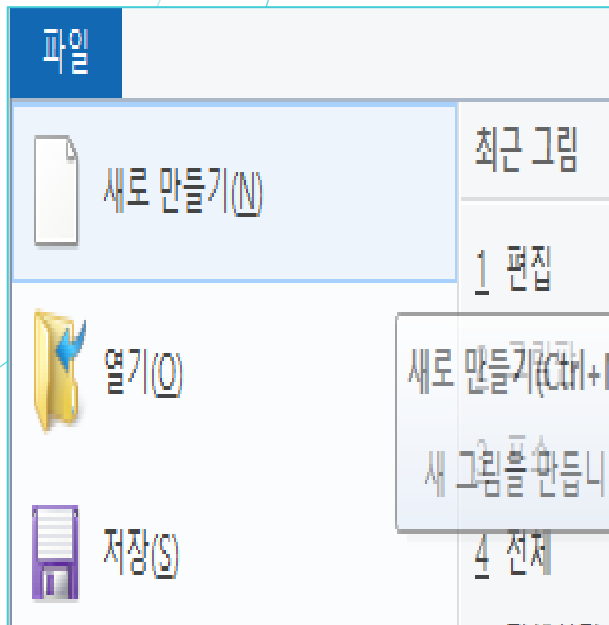 파일
새로 만들기(N)
열기(O)
저장(S)
최근 그림
1 편집
새로 만들기(Ctrl+
새 그림을 만듭니
4 전체